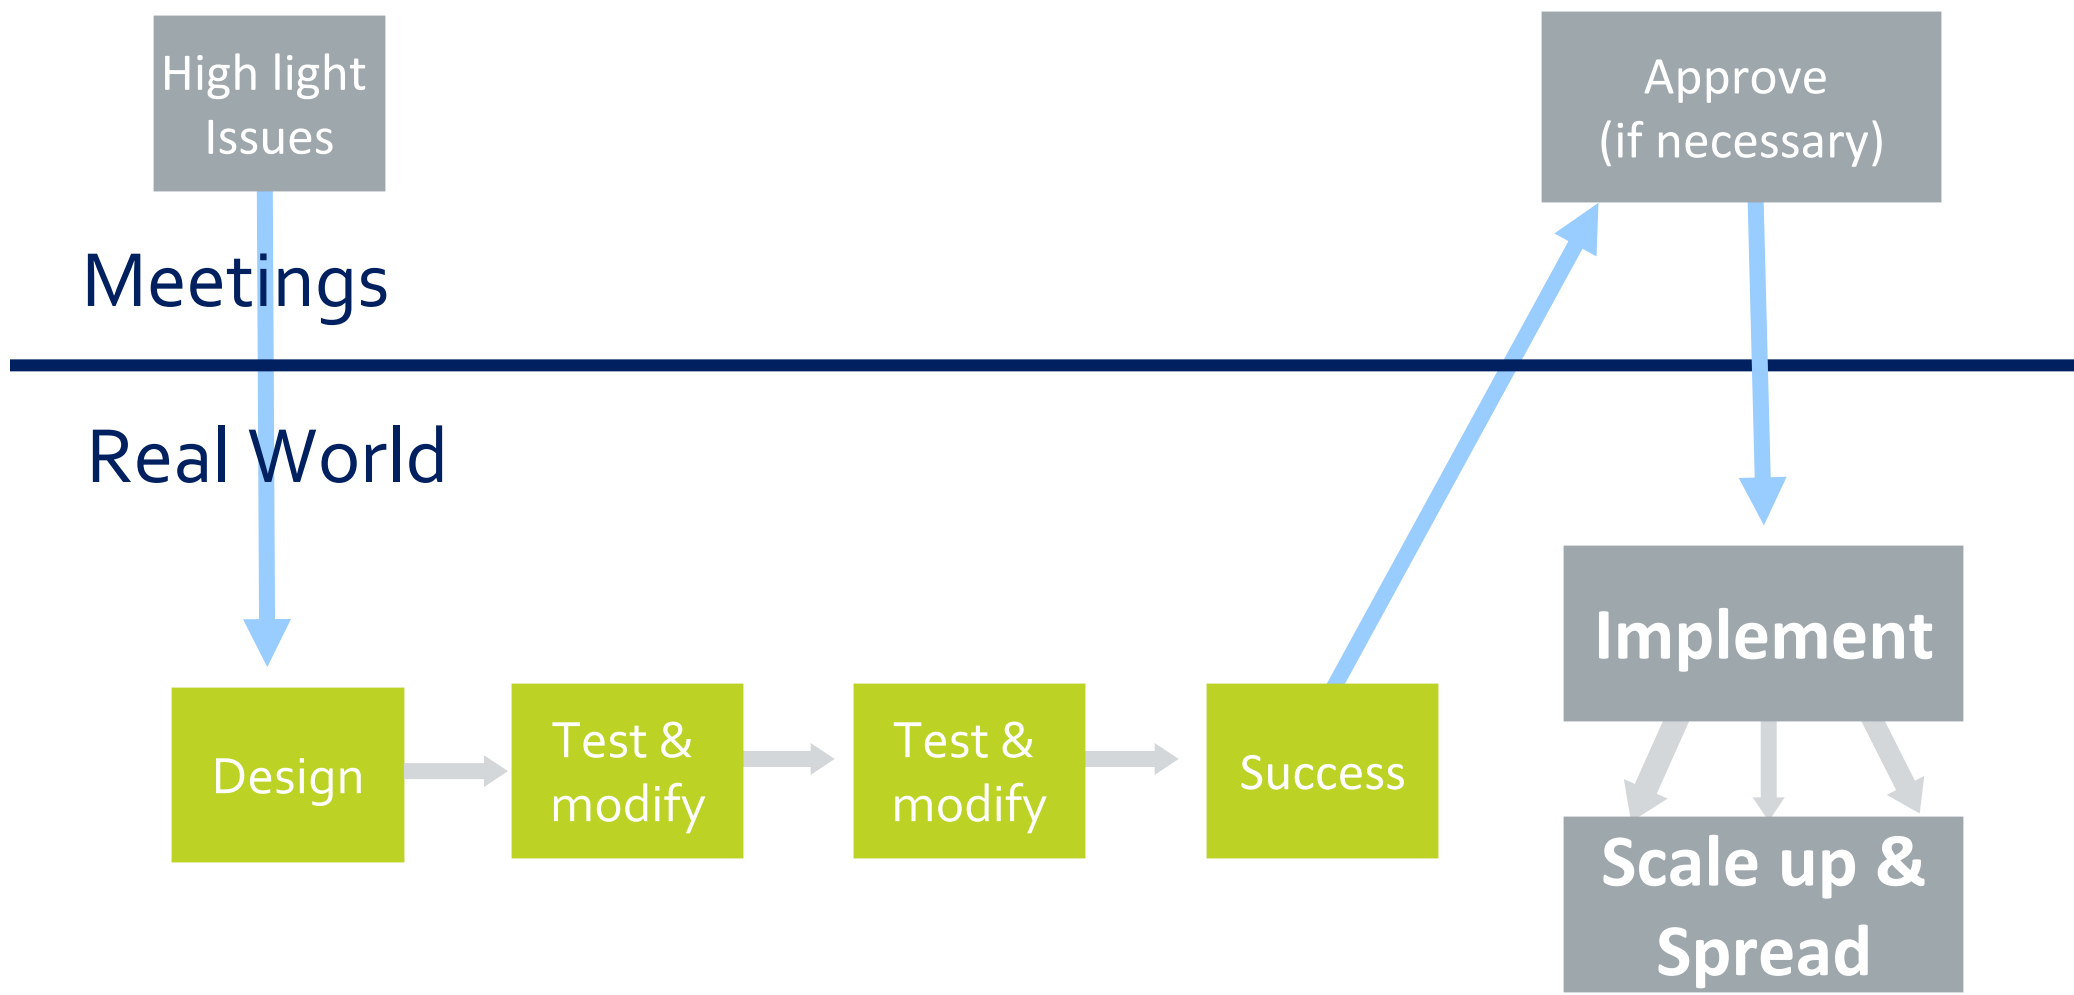 High light
Issues
Approve
(if necessary)
Meetings
Real World
Design
Test &
modify
Test &
modify
Success
Implement
Scale up &
Spread